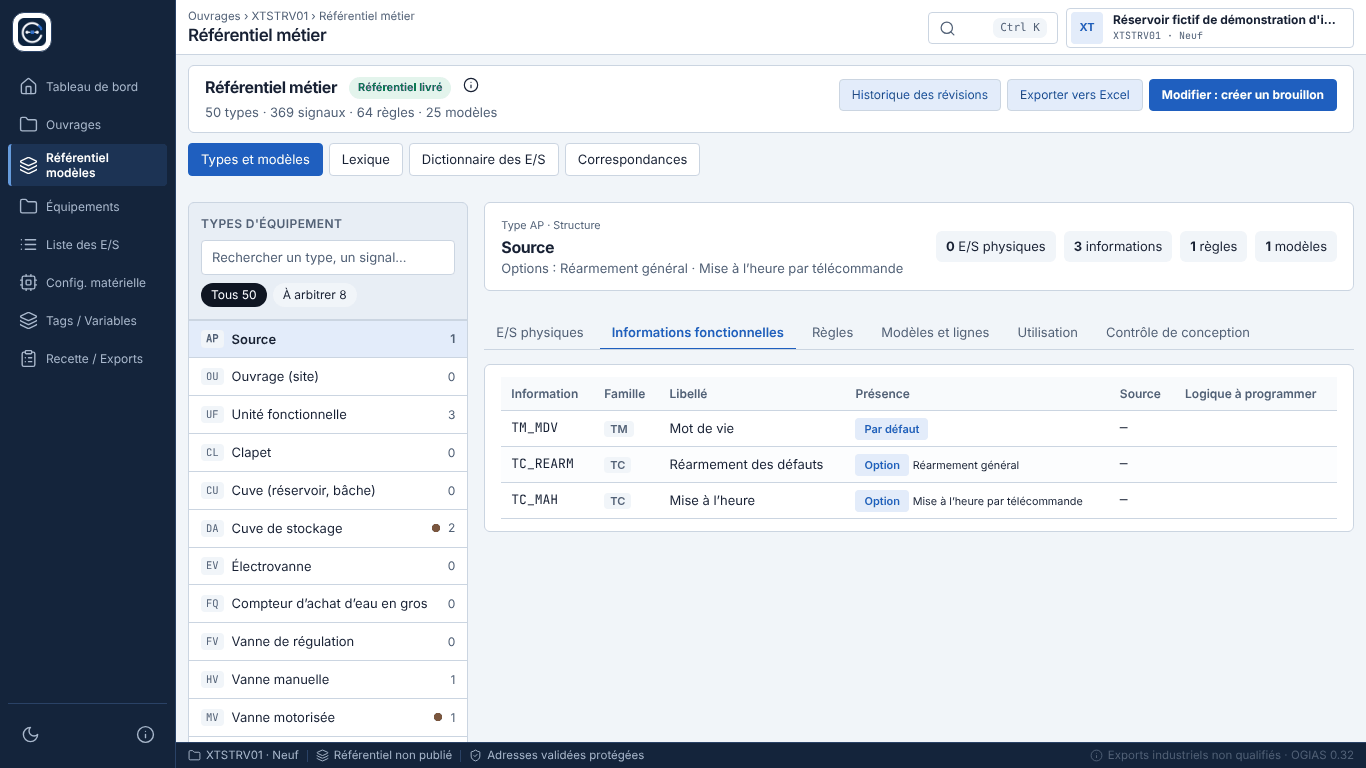 Ouvrages › XTSTRV01 › Référentiel métier
Référentiel métier
Ctrl K
XT
Réservoir fictif de démonstration d'i...
XTSTRV01 · Neuf
Tableau de bord
Ouvrages
Référentiel modèles
Équipements
Liste des E/S
Config. matérielle
Tags / Variables
Recette / Exports
Référentiel métier Référentiel livré
50 types · 369 signaux · 64 règles · 25 modèles
Historique des révisions Exporter vers Excel Modifier : créer un brouillon
Types et modèles Lexique Dictionnaire des E/S Correspondances
TYPES D'ÉQUIPEMENT
Rechercher un type, un signal...
Tous 50 À arbitrer 8
AP Source 1
OU Ouvrage (site) 0
UF Unité fonctionnelle 3
CL Clapet 0
CU Cuve (réservoir, bâche) 0
DA Cuve de stockage 2
EV Électrovanne 0
FQ Compteur d’achat d’eau en gros 0
FV Vanne de régulation 0
HV Vanne manuelle 1
MV Vanne motorisée 1
Type AP · Structure
Source
Options : Réarmement général · Mise à l’heure par télécommande
0 E/S physiques 3 informations 1 règles 1 modèles
E/S physiques Informations fonctionnelles Règles Modèles et lignes Utilisation Contrôle de conception
Information Famille Libellé Présence Source Logique à programmer
TM_MDV TM Mot de vie Par défaut —
TC_REARM TC Réarmement des défauts Option Réarmement général —
TC_MAH TC Mise à l’heure Option Mise à l’heure par télécommande —
XTSTRV01 · Neuf Référentiel non publié Adresses validées protégées
Exports industriels non qualifiés · OGIAS 0.32